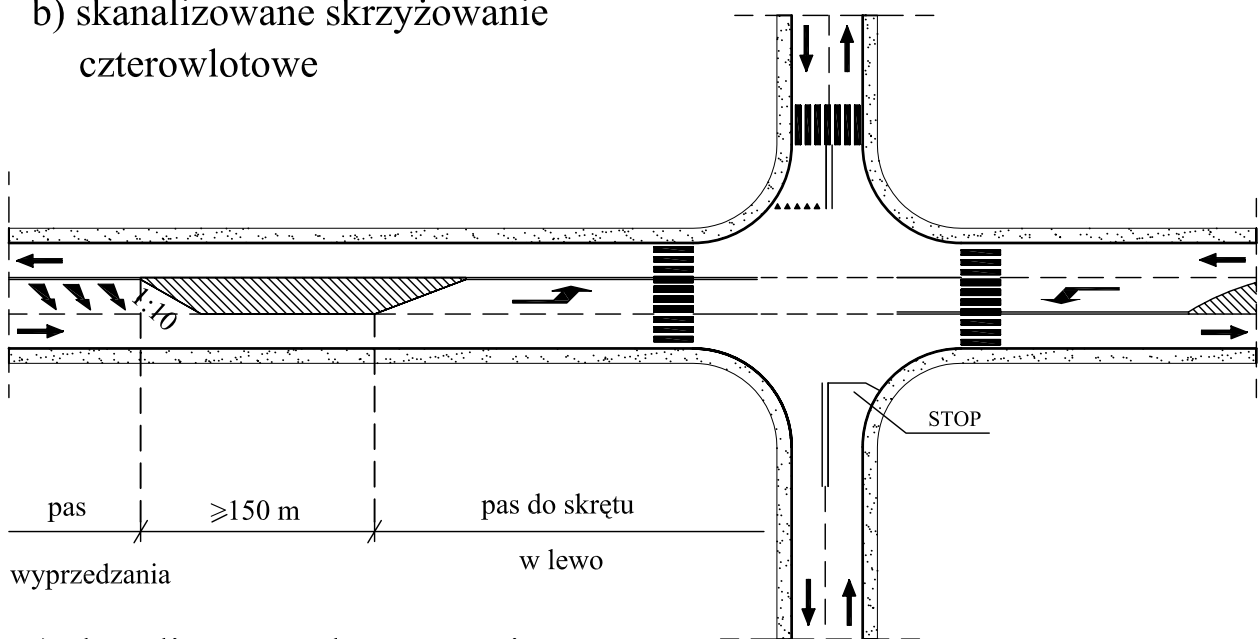 b) skanalizowane skrzyżowanie
czterowlotowe
1:10
STOP
pas
≥150 m
pas do skrętu
w lewo
wyprzedzania